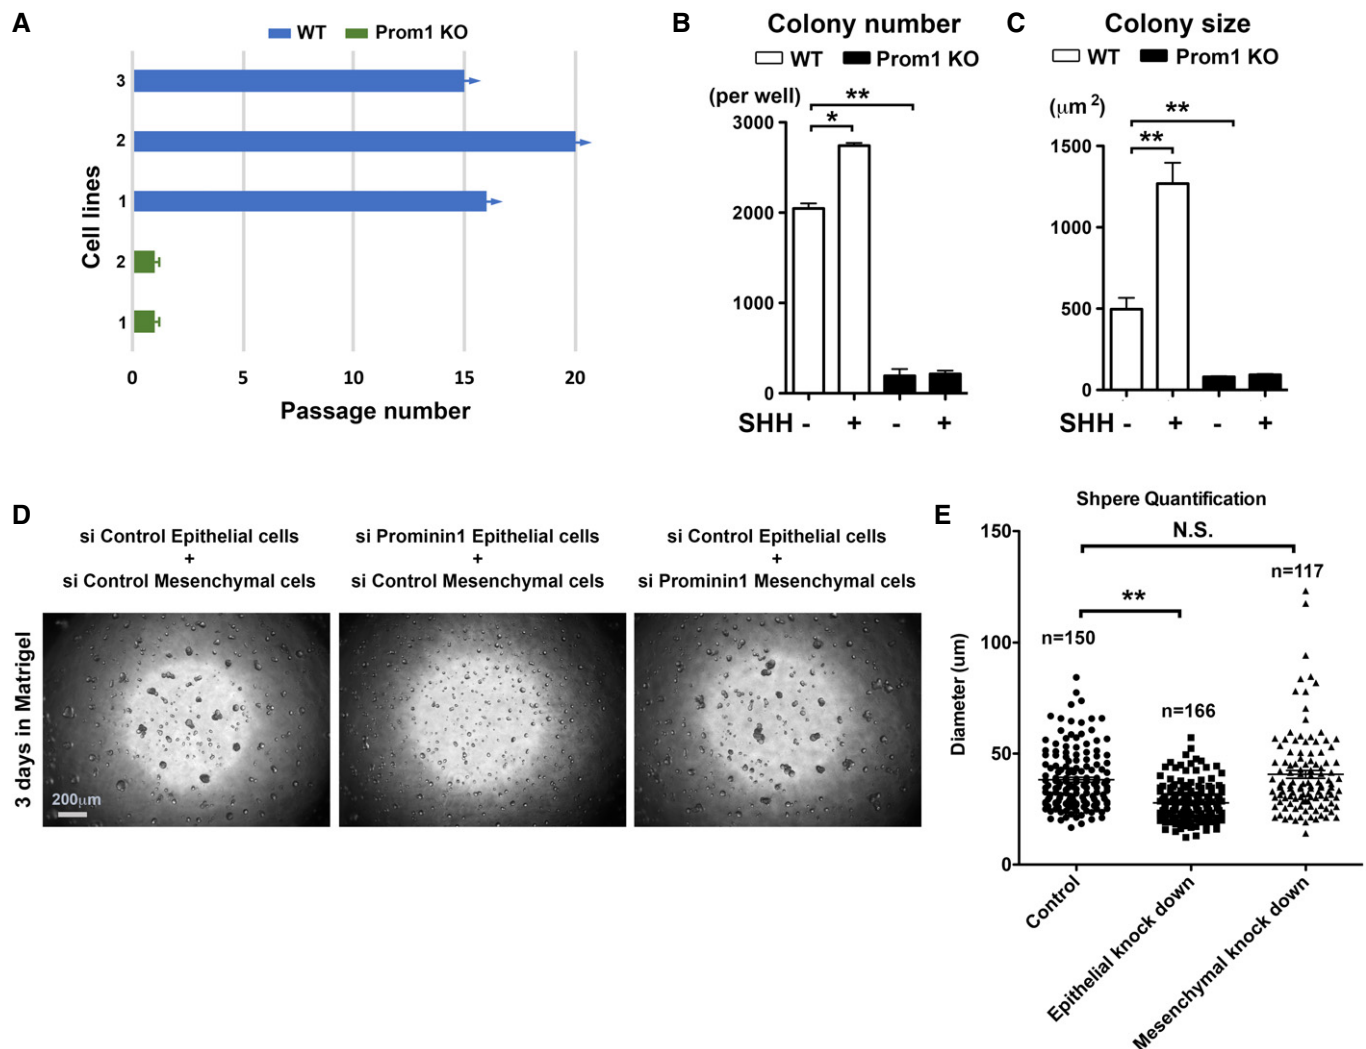 A
WT Prom1 KO
3
2
1
2
1
Cell lines
0 5 10 15 20
Passage number
B
Colony number
WT Prom1 KO
(per well)
**
*
3000
2000
1000
0
SHH - + - +
C
Colony size
WT Prom1 KO
(μm²)
**
**
1500
1000
500
0
SHH - + - +
D
si Control Epithelial cells
+
si Control Mesenchymal cels
si Prominin1 Epithelial cells
+
si Control Mesenchymal cels
si Control Epithelial cells
+
si Prominin1 Mesenchymal cels
3 days in Matrigel
200μm
E
Shpere Quantification
N.S.
n=117
**
n=150
n=166
150
100
50
0
Diameter (um)
Control
Epithelial knock down
Mesenchymal knock down